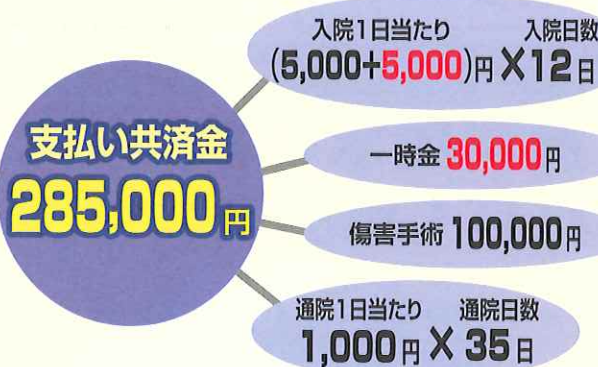 入院1日当たり 入院日数
(5,000+5,000)円×12日
支払い共済金
285,000円
一時金 30,000円
傷害手術 100,000円
通院1日当たり 通院日数
1,000円×35日